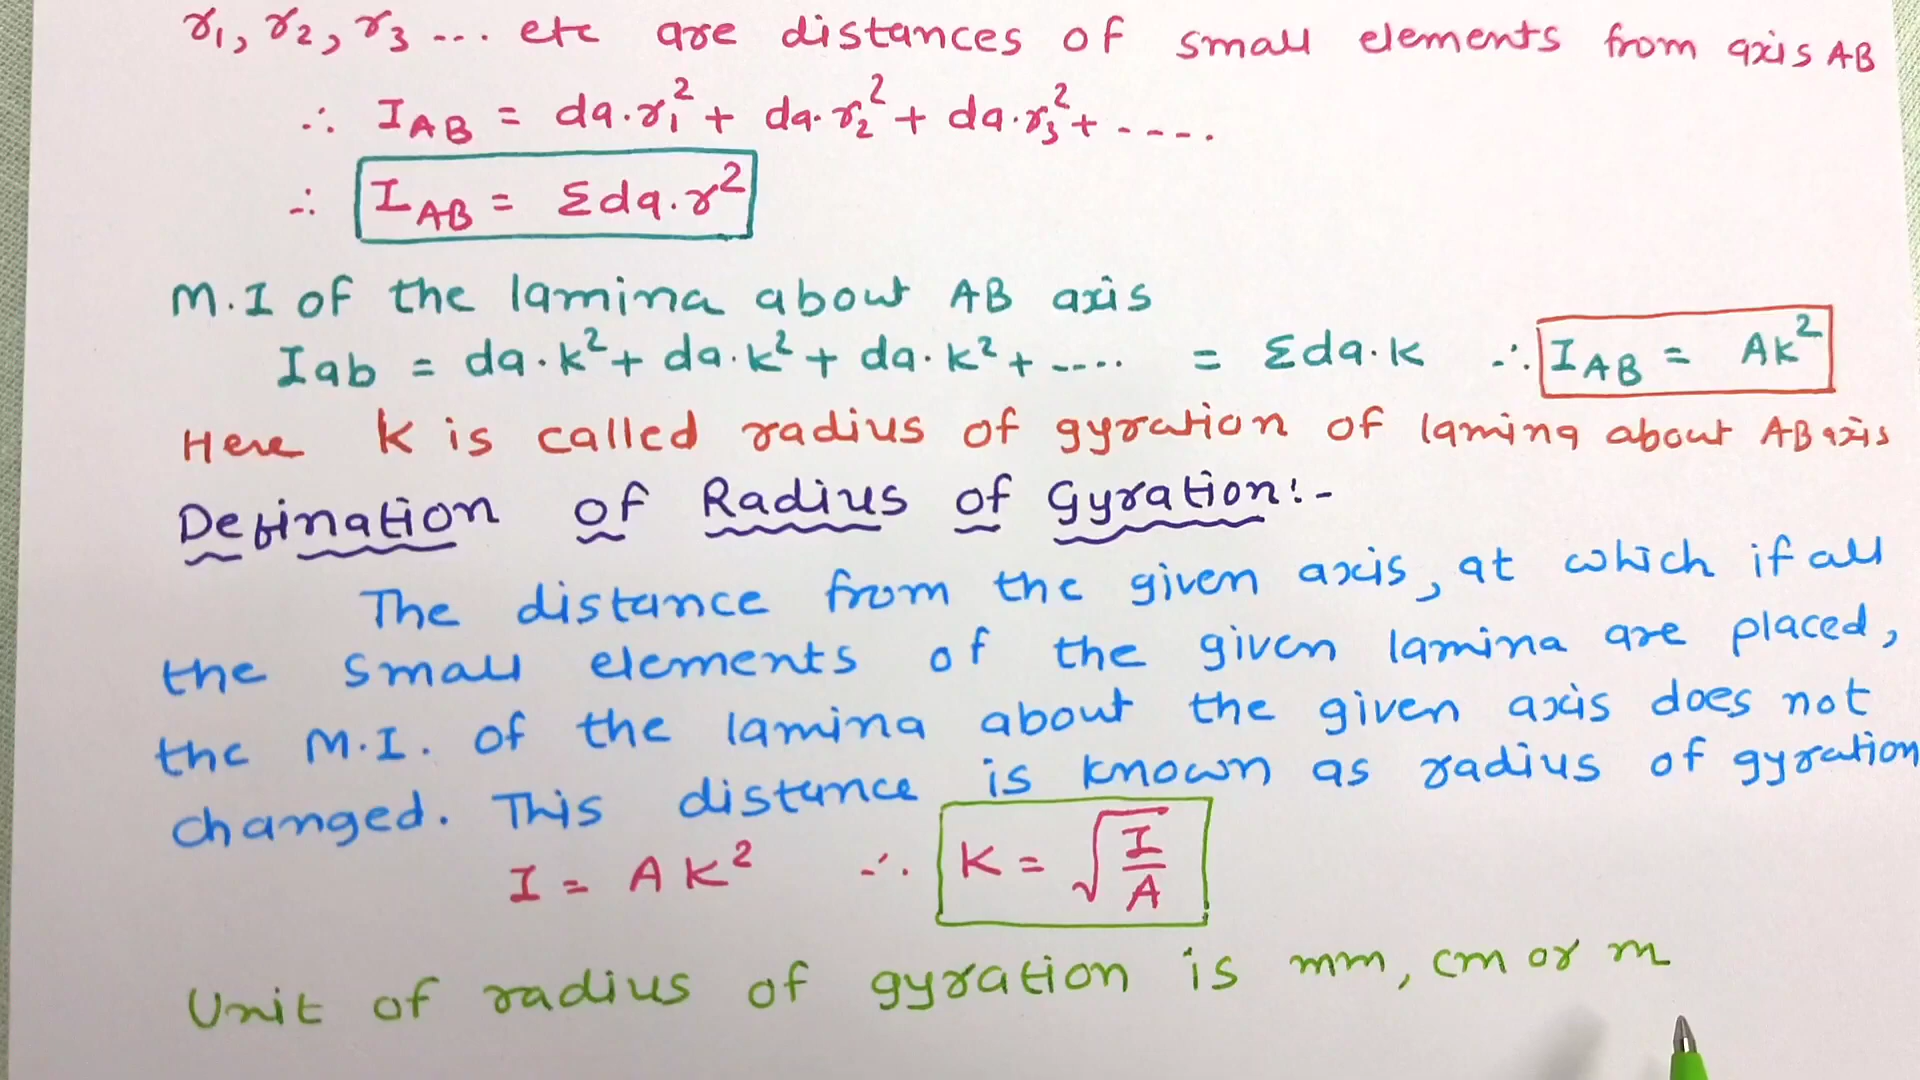 r₁, r₂, r₃ ... etc are distances of small elements from axis AB
∴ I_AB = da.r₁² + da.r₂² + da.r₃² + .....
∴ I_AB = Σda.r²
M.I of the lamina about AB axis
Iab = da.k² + da.k² + da.k² + ..... = Σda.k ∴ I_AB = Ak²
Here K is called radius of gyration of lamina about AB axis
Defination of Radius of Gyration:-
The distance from the given axis, at which if all
the small elements of the given lamina are placed,
the M.I. of the lamina about the given axis does not
changed. This distance is known as radius of gyration
I = AK² ∴ K = √(I/A)
Unit of radius of gyration is mm, cm or m